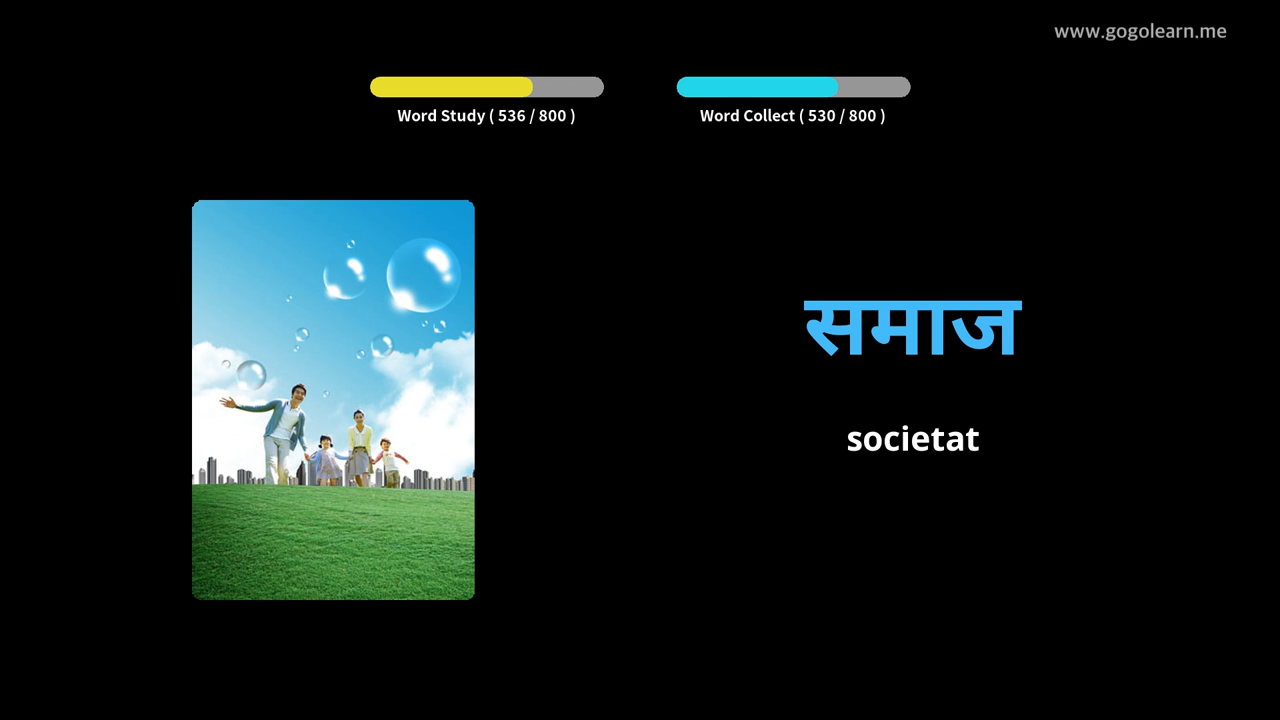 www.gogolearn.me
Word Study ( 536 / 800 )
Word Collect ( 530 / 800 )
समाज
societat